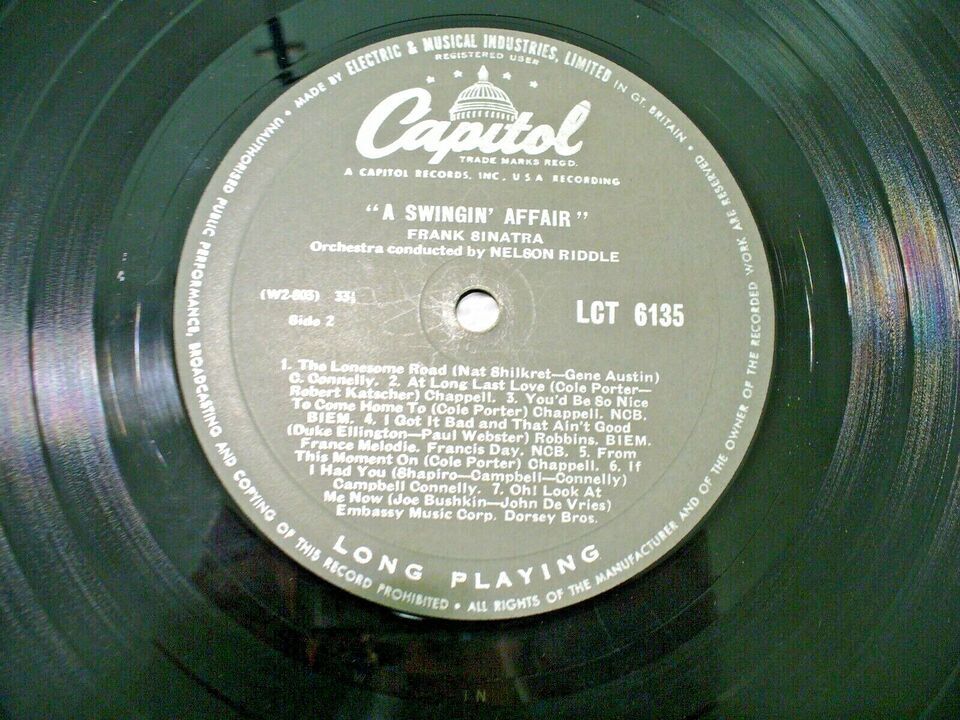 MADE BY ELECTRIC & MUSICAL INDUSTRIES, LIMITED IN GT. BRITAIN •
REGISTERED USER
Capitol
TRADE MARKS REGD.
A CAPITOL RECORDS, INC. U S A RECORDING
"A SWINGIN' AFFAIR"
FRANK SINATRA
Orchestra conducted by NELSON RIDDLE
(W2-803) 33⅓
LCT 6135
Side 2
1. The Lonesome Road (Nat Shilkret—Gene Austin)
C. Connelly. 2. At Long Last Love (Cole Porter—
Robert Katscher) Chappell. 3. You'd Be So Nice
To Come Home To (Cole Porter) Chappell. NCB.
BIEM. 4. I Got It Bad and That Ain't Good
(Duke Ellington—Paul Webster) Robbins. BIEM.
France Melodie. Francis Day. NCB. 5. From
This Moment On (Cole Porter) Chappell. 6. If
I Had You (Shapiro—Campbell—Connelly)
Campbell Connelly. 7. Oh! Look At
Me Now (Joe Bushkin—John De Vries)
Embassy Music Corp. Dorsey Bros.
LONG PLAYING
UNAUTHORISED PUBLIC PERFORMANCE, BROADCASTING AND COPYING OF THIS RECORD PROHIBITED • ALL RIGHTS OF THE MANUFACTURER AND OF THE OWNER OF THE RECORDED WORK ARE RESERVED •
1N